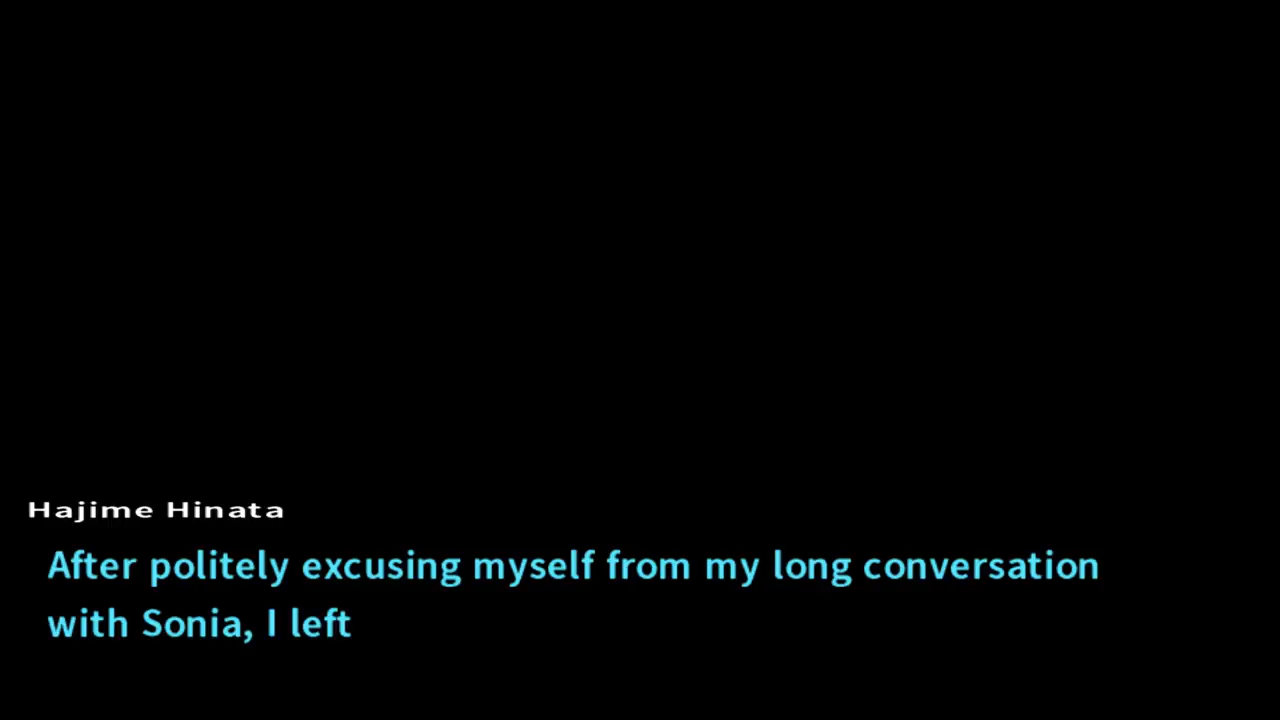 Hajime Hinata
After politely excusing myself from my long conversation
with Sonia, I left